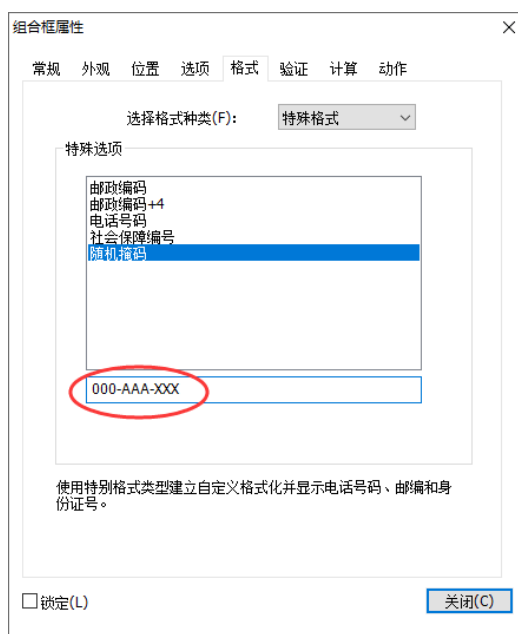 组合框属性
常规 外观 位置 选项 格式 验证 计算 动作
选择格式种类(F): 特殊格式
特殊选项
邮政编码
邮政编码+4
电话号码
社会保障编号
随机掩码
000-AAA-XXX
使用特别格式类型建立自定义格式化并显示电话号码、邮编和身
份证号。
锁定(L) 关闭(C)